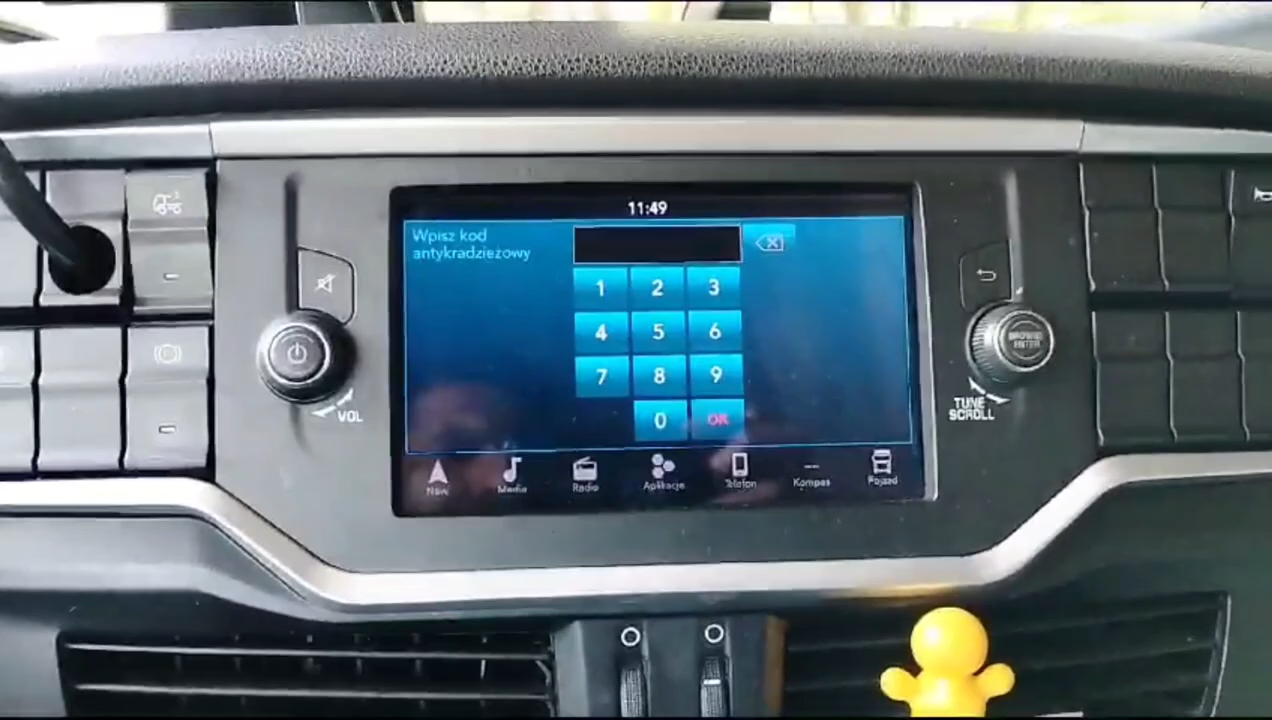 11:49
Wpisz kod
antykradzieżowy
1 2 3
4 5 6
7 8 9
0 OK
Nawi Media Radio Aplikacje Telefon Kompas Pojazd
VOL
BROWSE
ENTER
TUNE
SCROLL